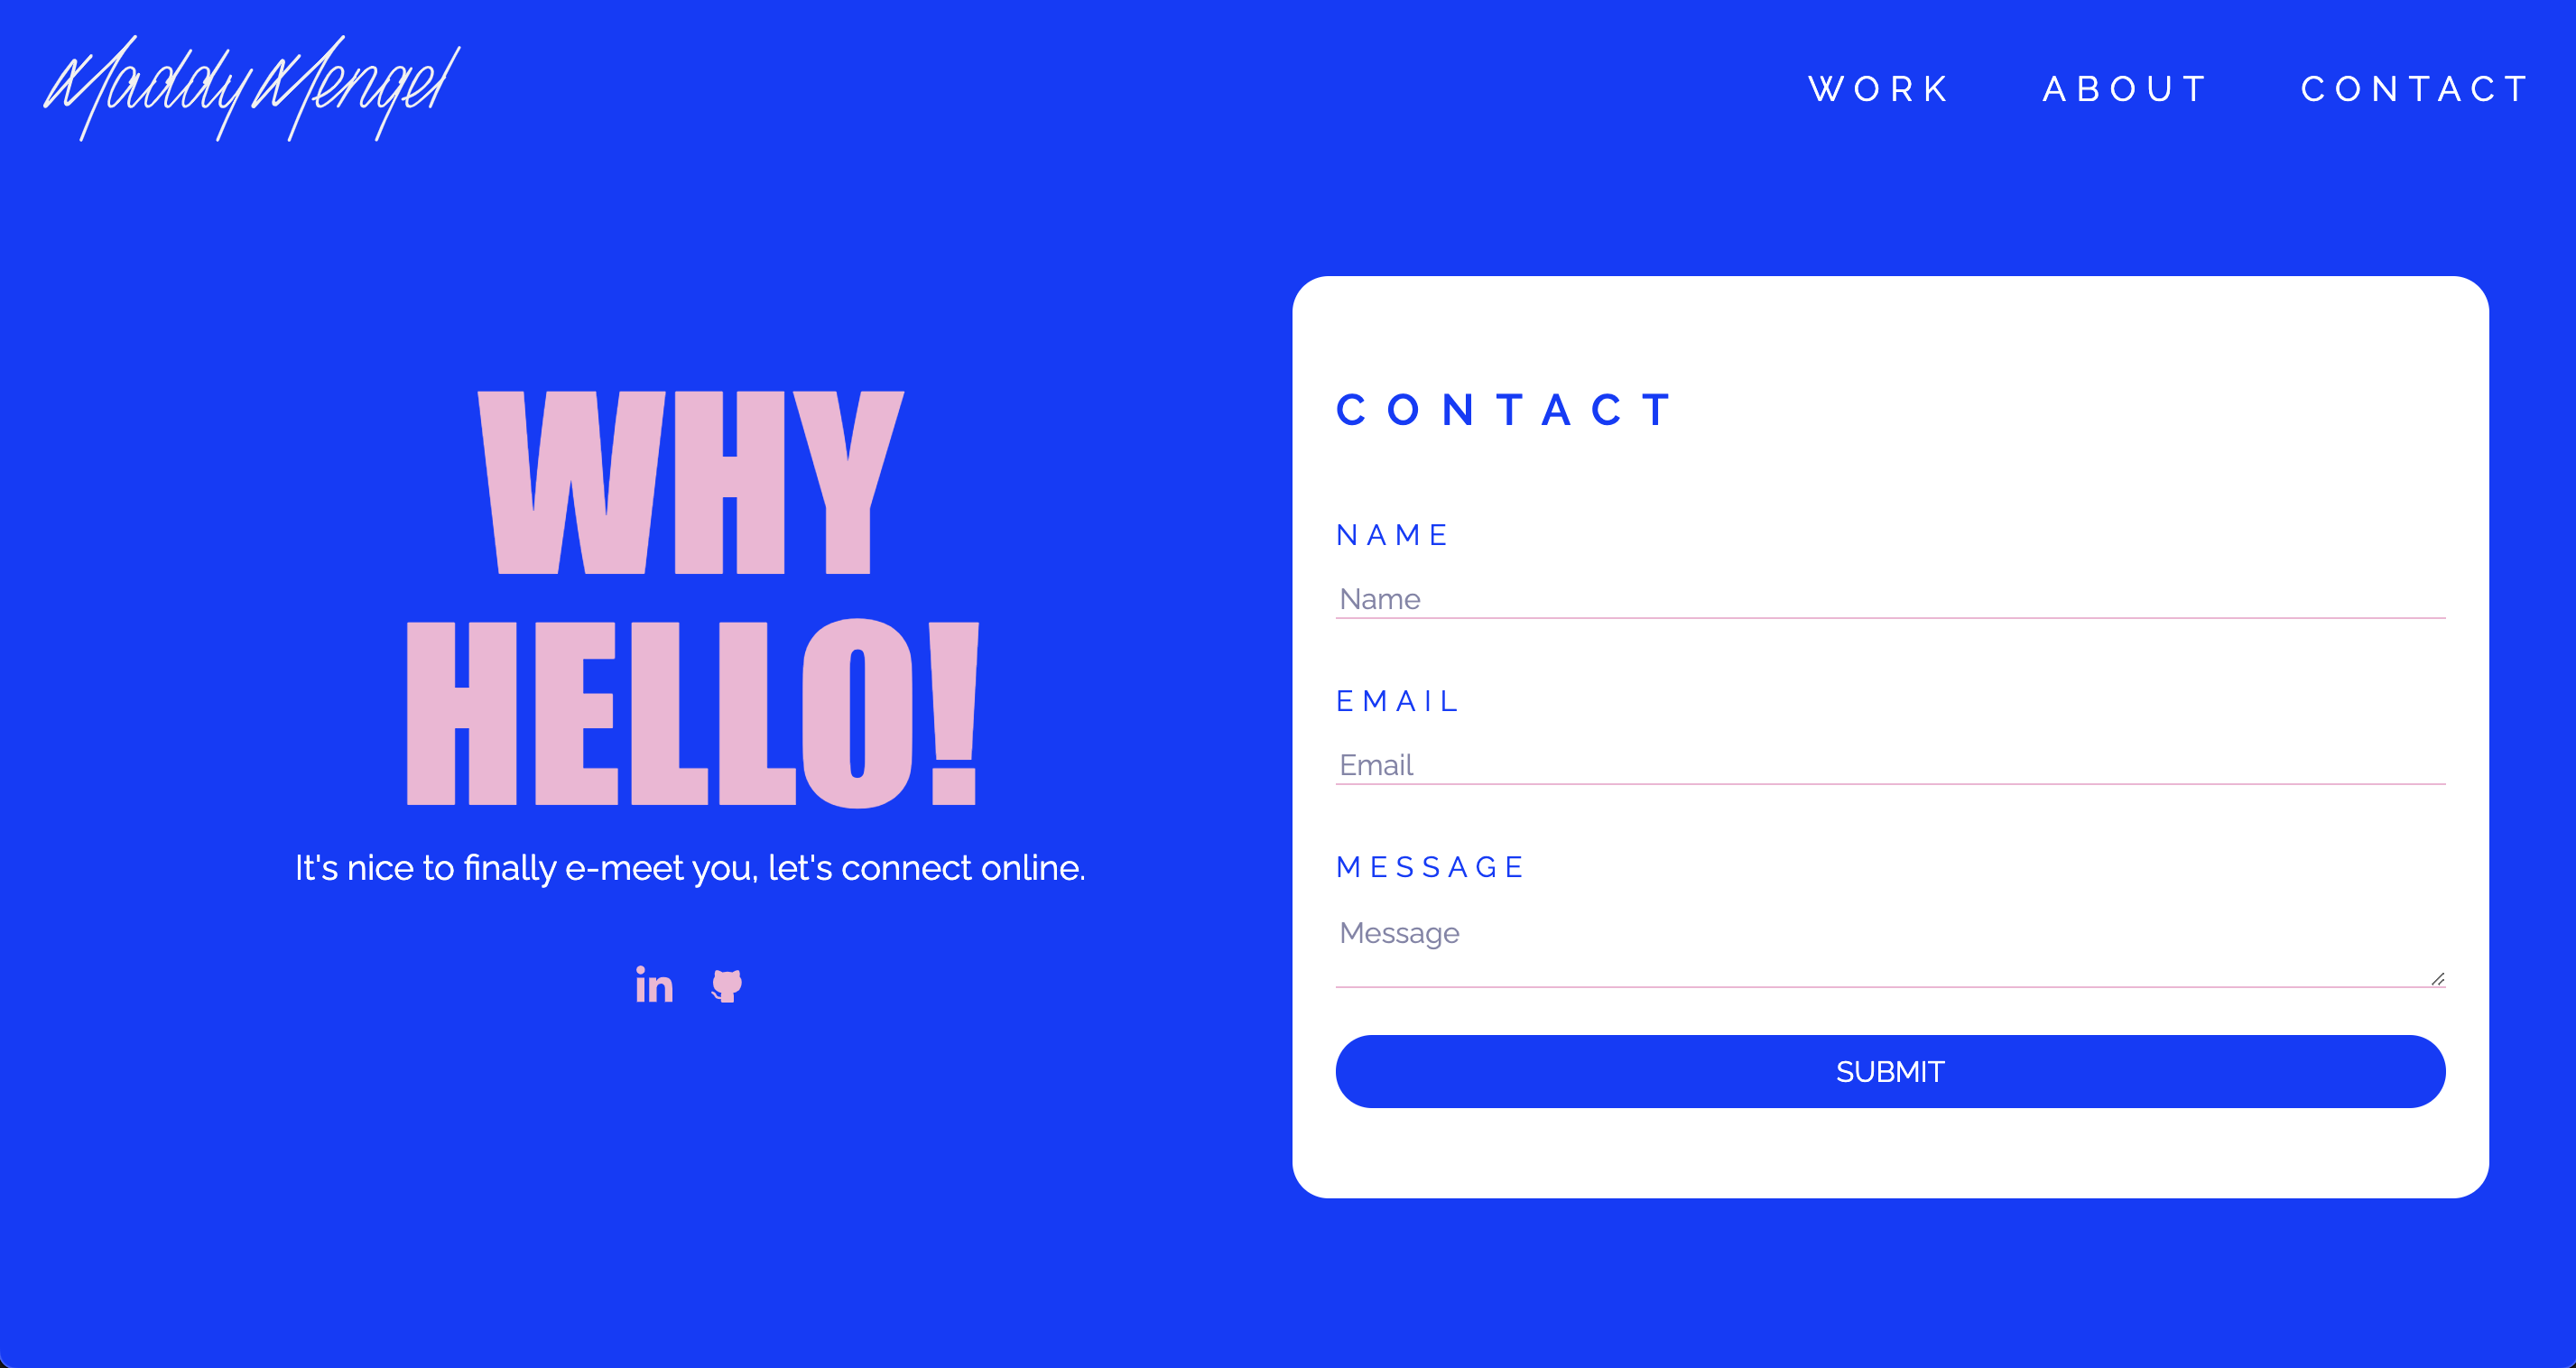 Maddy Mengel
WORK ABOUT CONTACT
WHY
HELLO!
It's nice to finally e-meet you, let's connect online.
in
CONTACT
NAME
Name
EMAIL
Email
MESSAGE
Message
SUBMIT